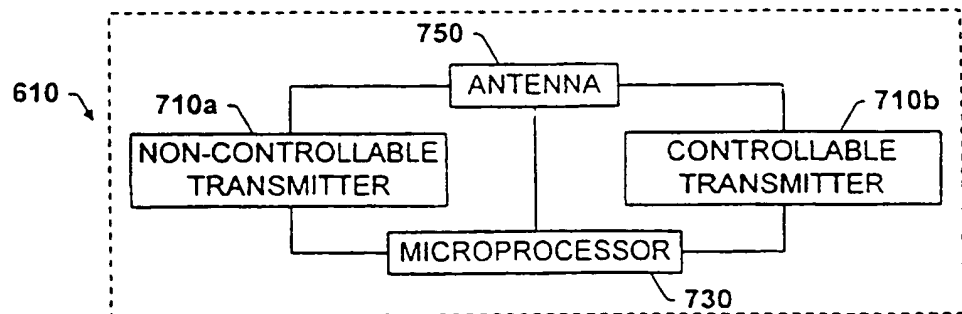 750
ANTENNA
610
710a
710b
NON-CONTROLLABLE
TRANSMITTER
CONTROLLABLE
TRANSMITTER
MICROPROCESSOR
730